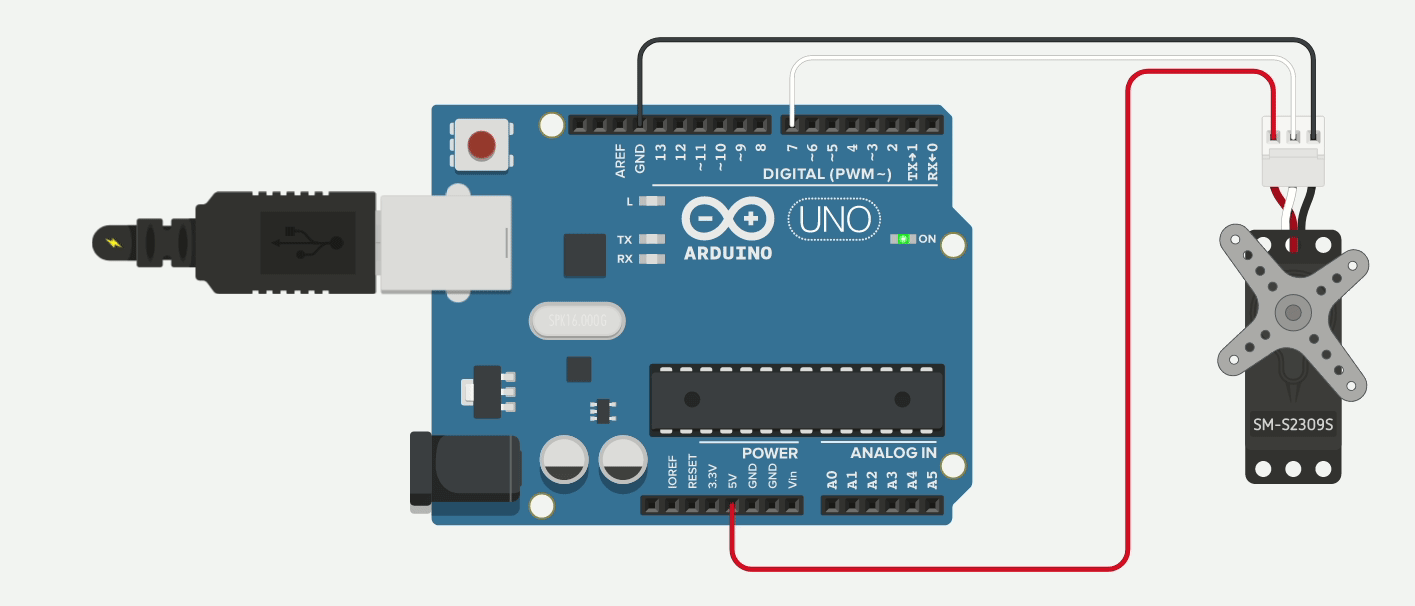 AREF
GND
13
12
~11
~10
~9
8
7
~6
~5
4
~3
2
TX→1
RX←0
DIGITAL (PWM~)
L
TX
RX
ARDUINO
UNO
ON
SPK16.000G
SM-S2309S
POWER
ANALOG IN
IOREF
RESET
3.3V
5V
GND
GND
Vin
A0
A1
A2
A3
A4
A5